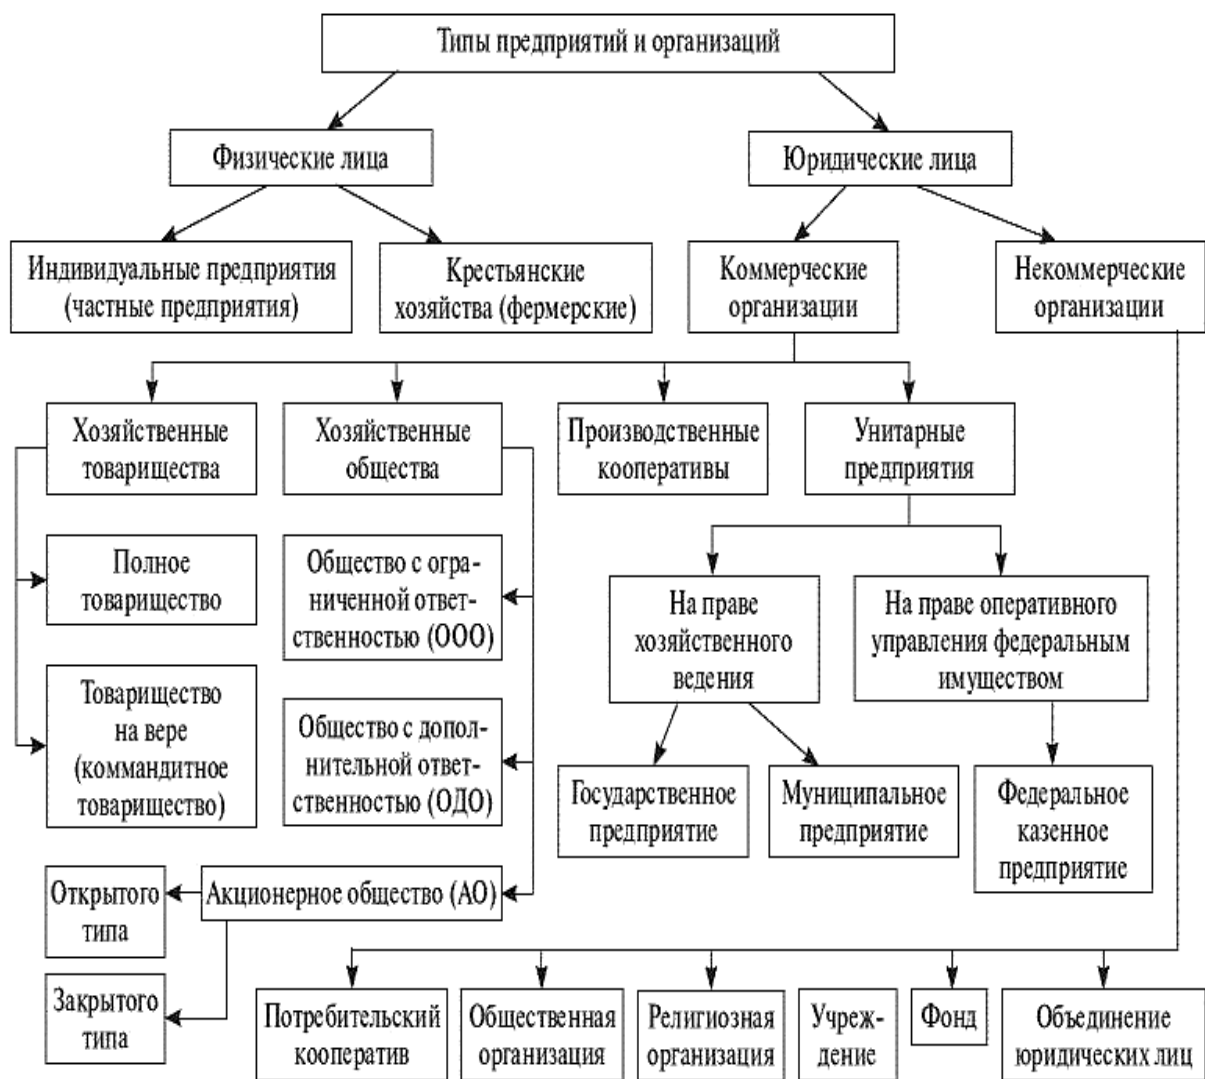 Типы предприятий и организаций
Физические лица
Юридические лица
Индивидуальные предприятия
(частные предприятия)
Крестьянские
хозяйства (фермерские)
Коммерческие
организации
Некоммерческие
организации
Хозяйственные
товарищества
Хозяйственные
общества
Производственные
кооперативы
Унитарные
предприятия
Полное
товарищество
Общество с огра-
ниченной ответ-
ственностью (ООО)
На праве
хозяйственного
ведения
На праве оперативного
управления федеральным
имуществом
Товарищество
на вере
(коммандитное
товарищество)
Общество с допол-
нительной ответ-
ственностью (ОДО)
Государственное
предприятие
Муниципальное
предприятие
Федеральное
казенное
предприятие
Открытого
типа
Акционерное общество (АО)
Закрытого
типа
Потребительский
кооператив
Общественная
организация
Религиозная
организация
Учреж-
дение
Фонд
Объединение
юридических лиц